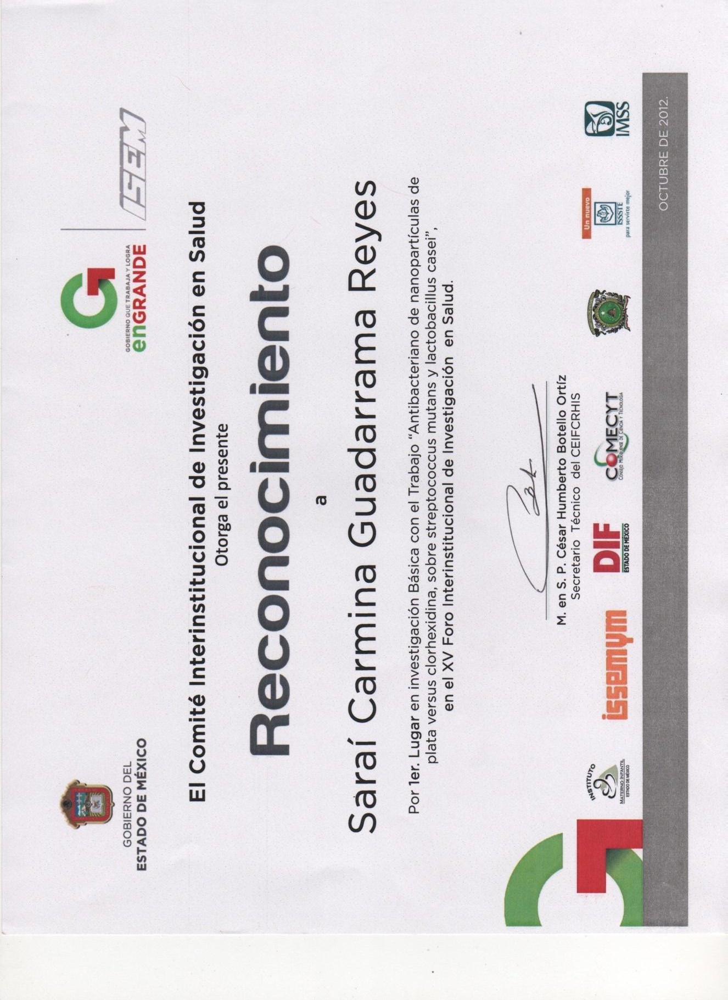 GOBIERNO DEL
ESTADO DE MÉXICO
GOBIERNO QUE TRABAJA Y LOGRA
enGRANDE
ISEM
El Comité Interinstitucional de Investigación en Salud
Otorga el presente
Reconocimiento
a
Saraí Carmina Guadarrama Reyes
Por 1er. Lugar en investigación Básica con el Trabajo “Antibacteriano de nanopartículas de
plata versus clorhexidina, sobre streptococcus mutans y lactobacillus casei”,
en el XV Foro Interinstitucional de Investigación en Salud.
M. en S. P. César Humberto Botello Ortíz
Secretario Técnico del CEIFCRHIS
INSTITUTO
MATERNO INFANTIL
ESTADO DE MÉXICO
issemym
DIF
ESTADO DE MÉXICO
COMECYT
CONSEJO MEXIQUENSE DE CIENCIA Y TECNOLOGÍA
Un nuevo
ISSSTE
para servirte mejor
IMSS
OCTUBRE DE 2012.